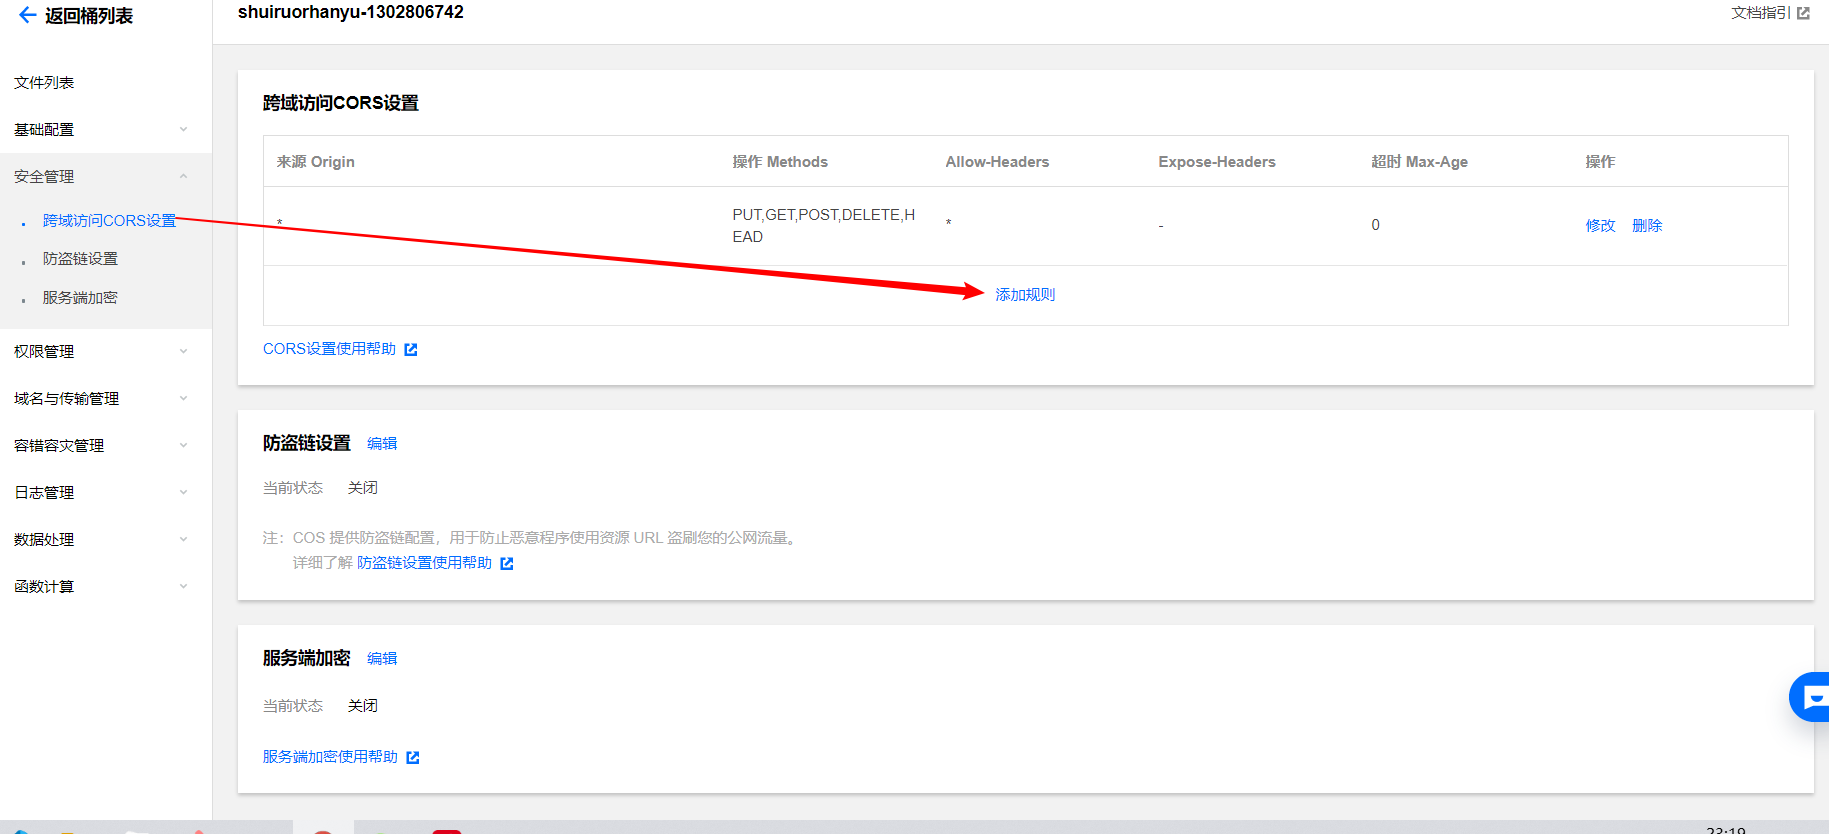 返回桶列表
shuiruorhanyu-1302806742
文档指引
文件列表
基础配置
安全管理
跨域访问CORS设置
防盗链设置
服务端加密
权限管理
域名与传输管理
容错容灾管理
日志管理
数据处理
函数计算
跨域访问CORS设置
来源 Origin 操作 Methods Allow-Headers Expose-Headers 超时 Max-Age 操作
* PUT,GET,POST,DELETE,H * - 0 修改 删除
EAD
添加规则
CORS设置使用帮助
防盗链设置 编辑
当前状态 关闭
注：COS 提供防盗链配置，用于防止恶意程序使用资源 URL 盗刷您的公网流量。
详细了解 防盗链设置使用帮助
服务端加密 编辑
当前状态 关闭
服务端加密使用帮助
23:19